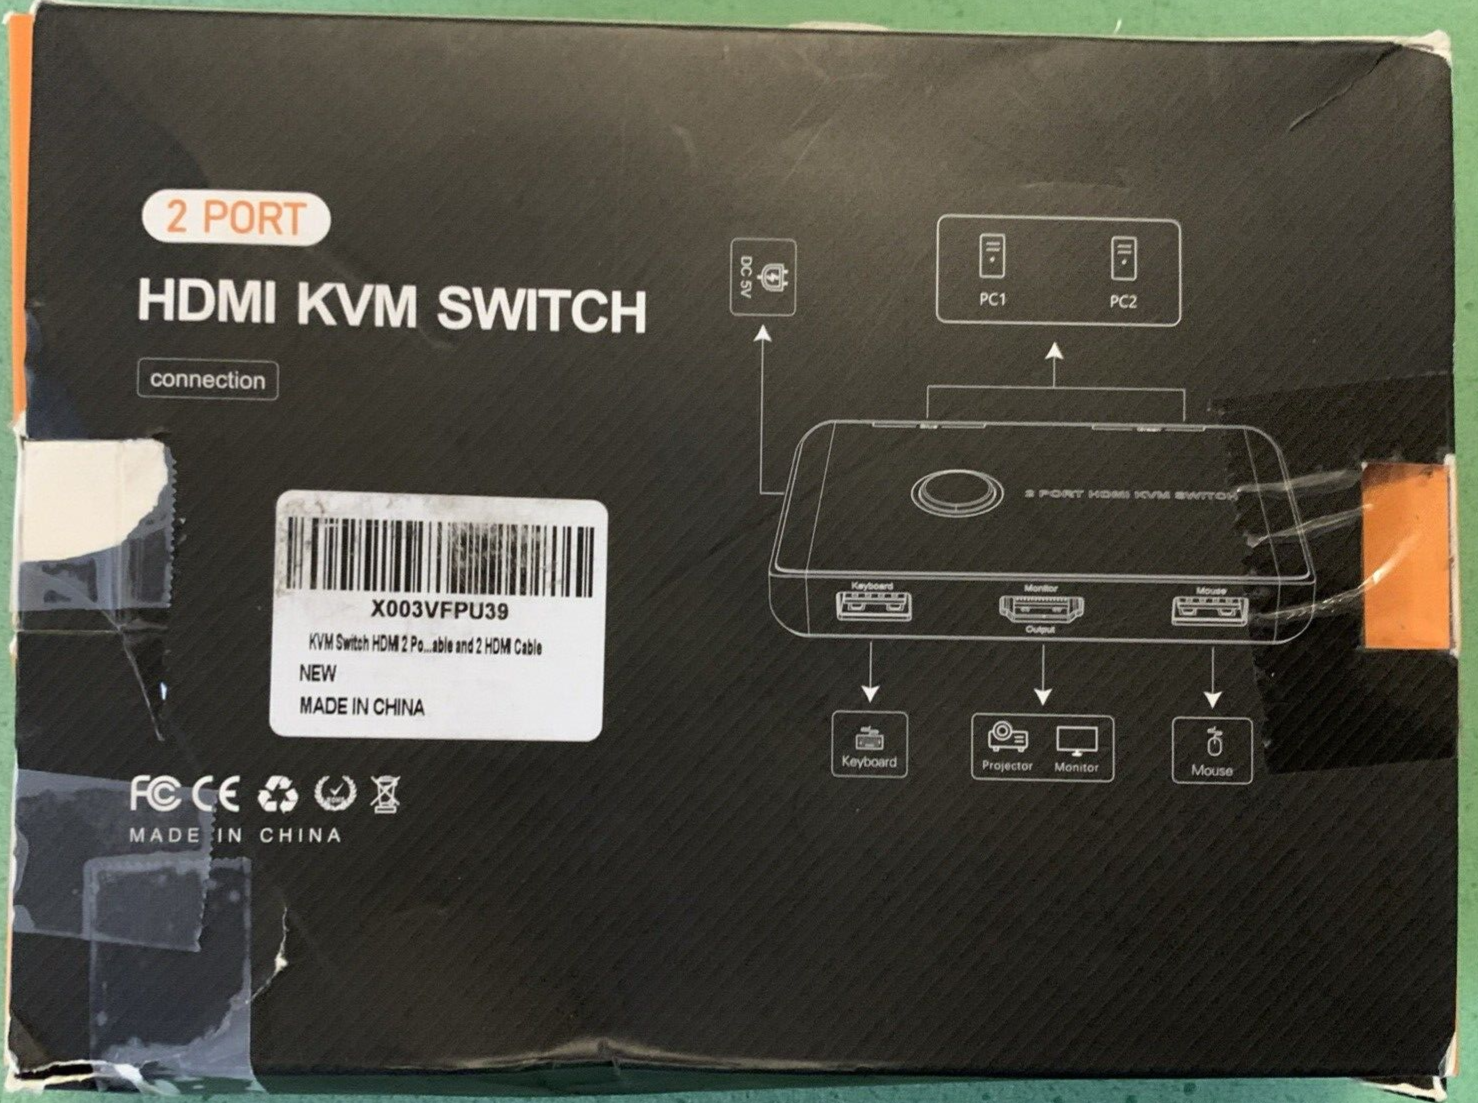 2 PORT
HDMI KVM SWITCH
connection
DC 5V
PC1
PC2
2 PORT HDMI KVM SWITCH
Keyboard
Monitor
Output
Mouse
Keyboard
Projector
Monitor
Mouse
X003VFPU39
KVM Switch HDMI 2 Po...able and 2 HDMI Cable
NEW
MADE IN CHINA
FC CE
MADE IN CHINA